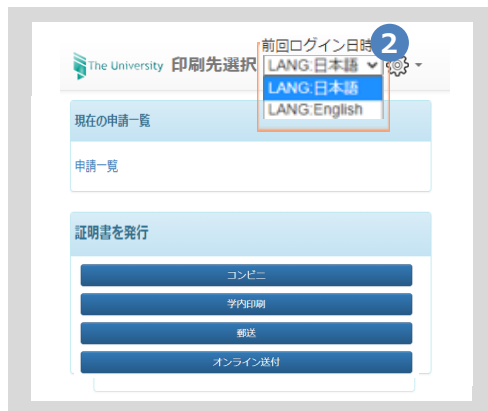 前回ログイン日時
2
The University 印刷先選択 LANG:日本語
LANG:日本語
LANG:English
現在の申請一覧
申請一覧
証明書を発行
コンビニ
学内印刷
郵送
オンライン送付